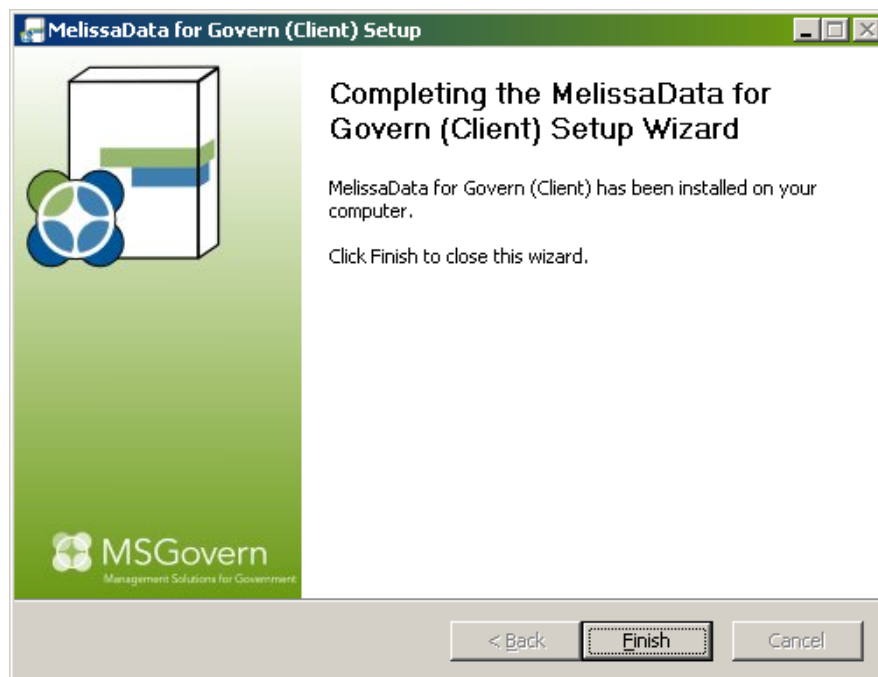 MelissaData for Govern (Client) Setup
Completing the MelissaData for
Govern (Client) Setup Wizard
MelissaData for Govern (Client) has been installed on your
computer.
Click Finish to close this wizard.
MSGovern
Management Solutions for Government
< Back
Finish
Cancel